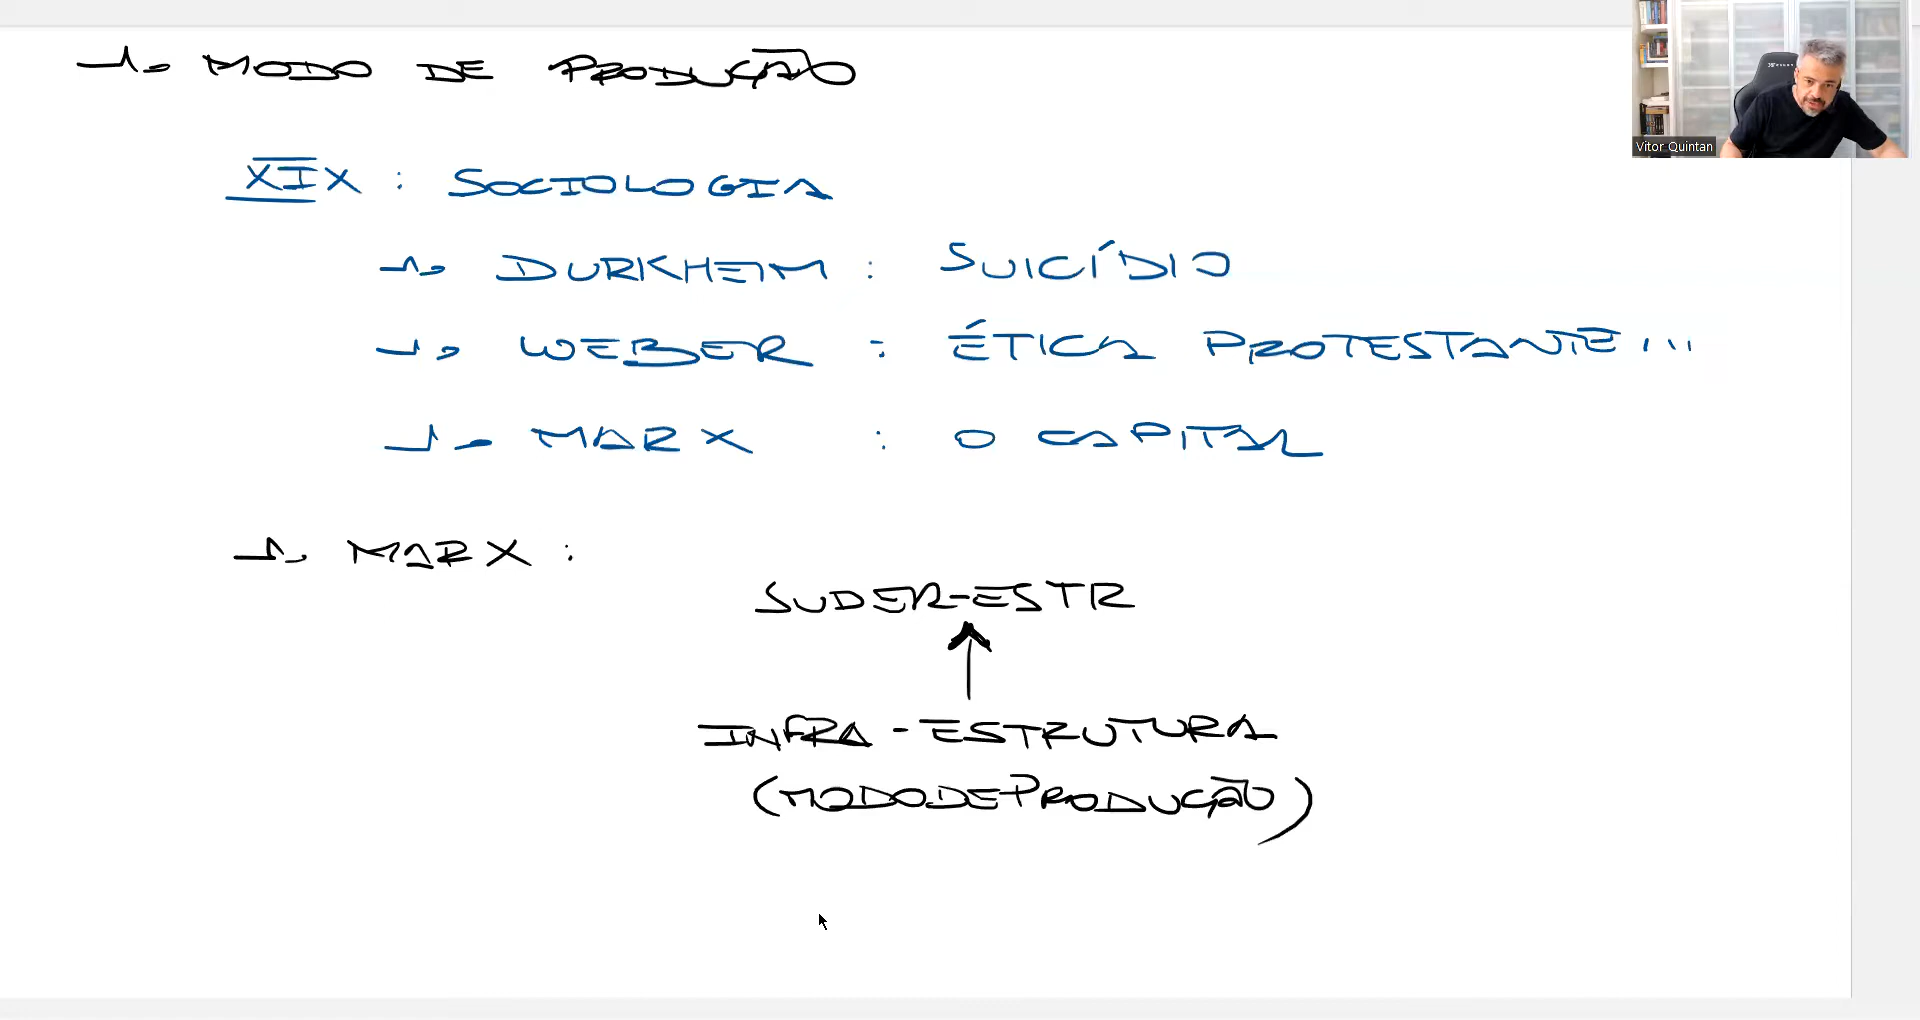 MODO DE PRODUÇÃO
Vitor Quintan
XIX : SOCIOLOGIA
DURKHEIM : SUICÍDIO
WEBER : ÉTICA PROTESTANTE...
MARX : O CAPITAL
MARX :
SUPER-ESTR
INFRA-ESTRUTURA
(MODO DE PRODUÇÃO)